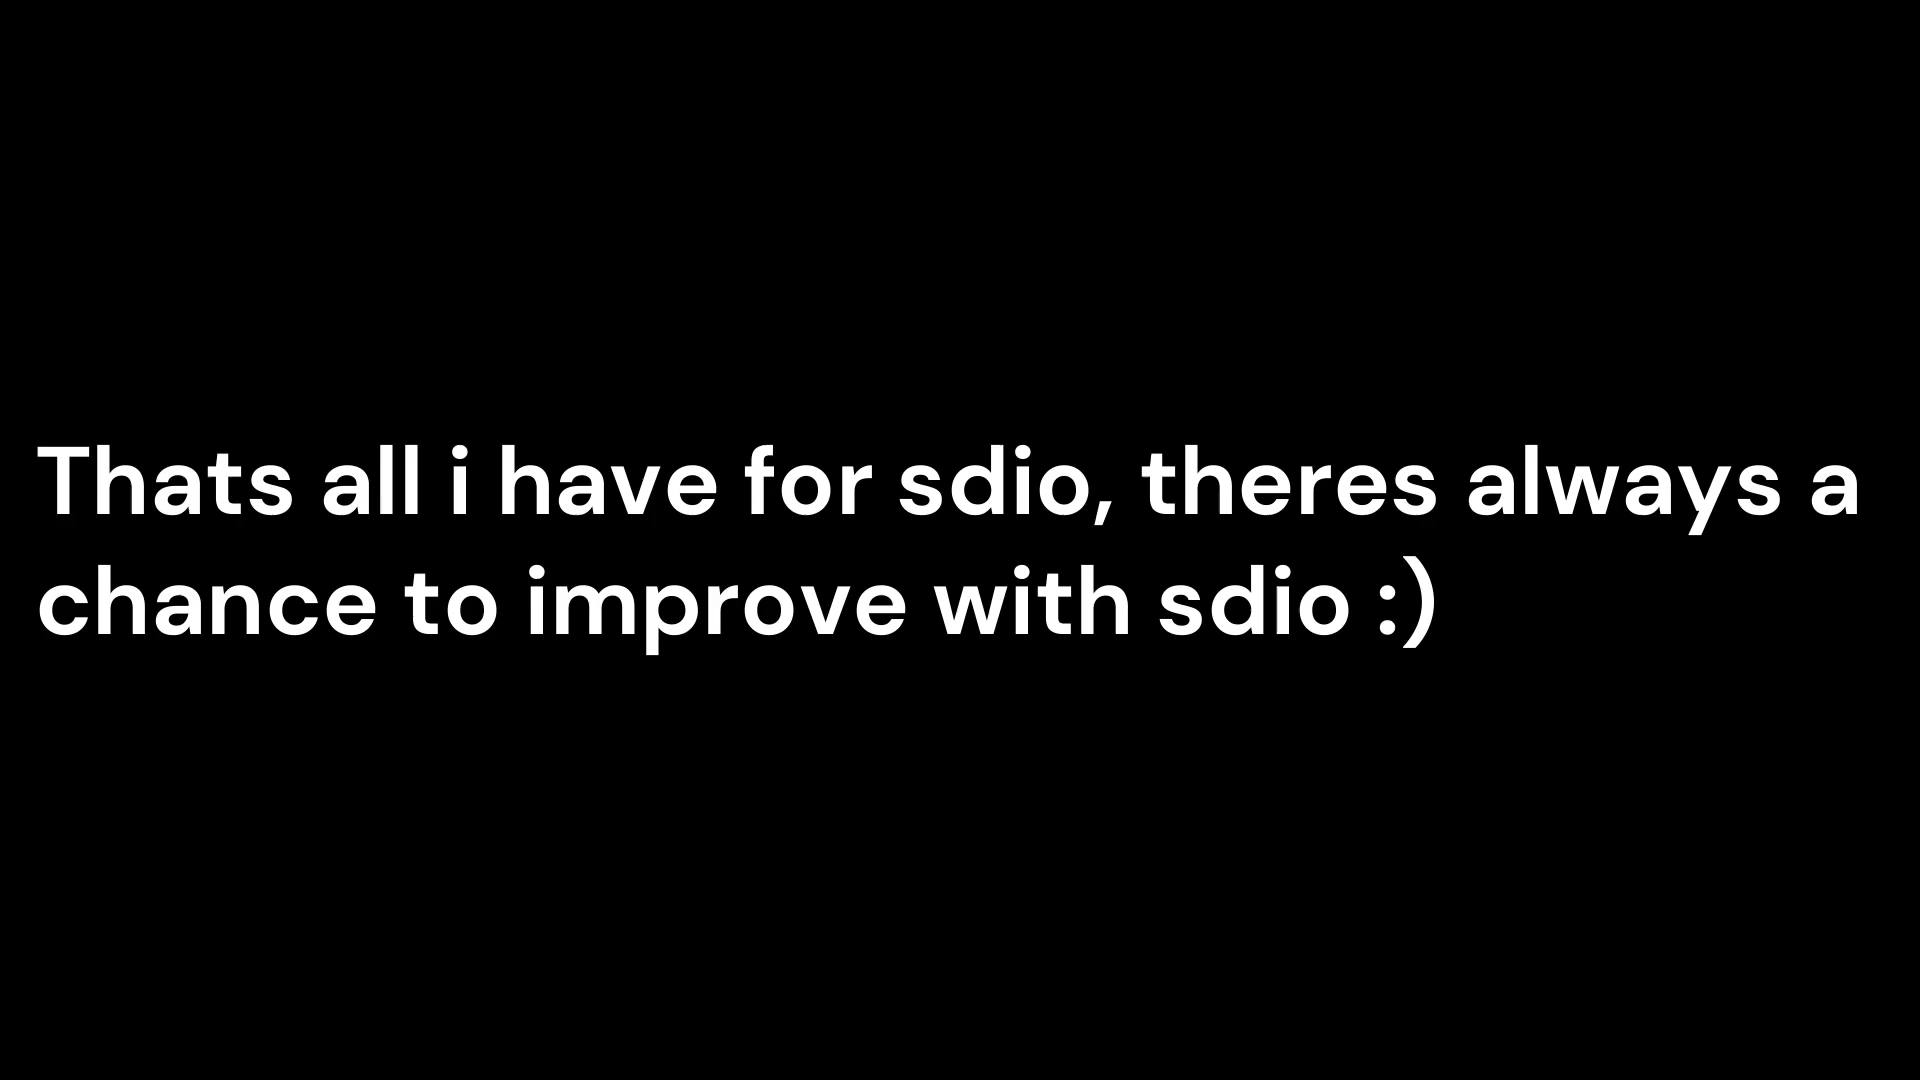 Thats all i have for sdio, theres always a
chance to improve with sdio :)